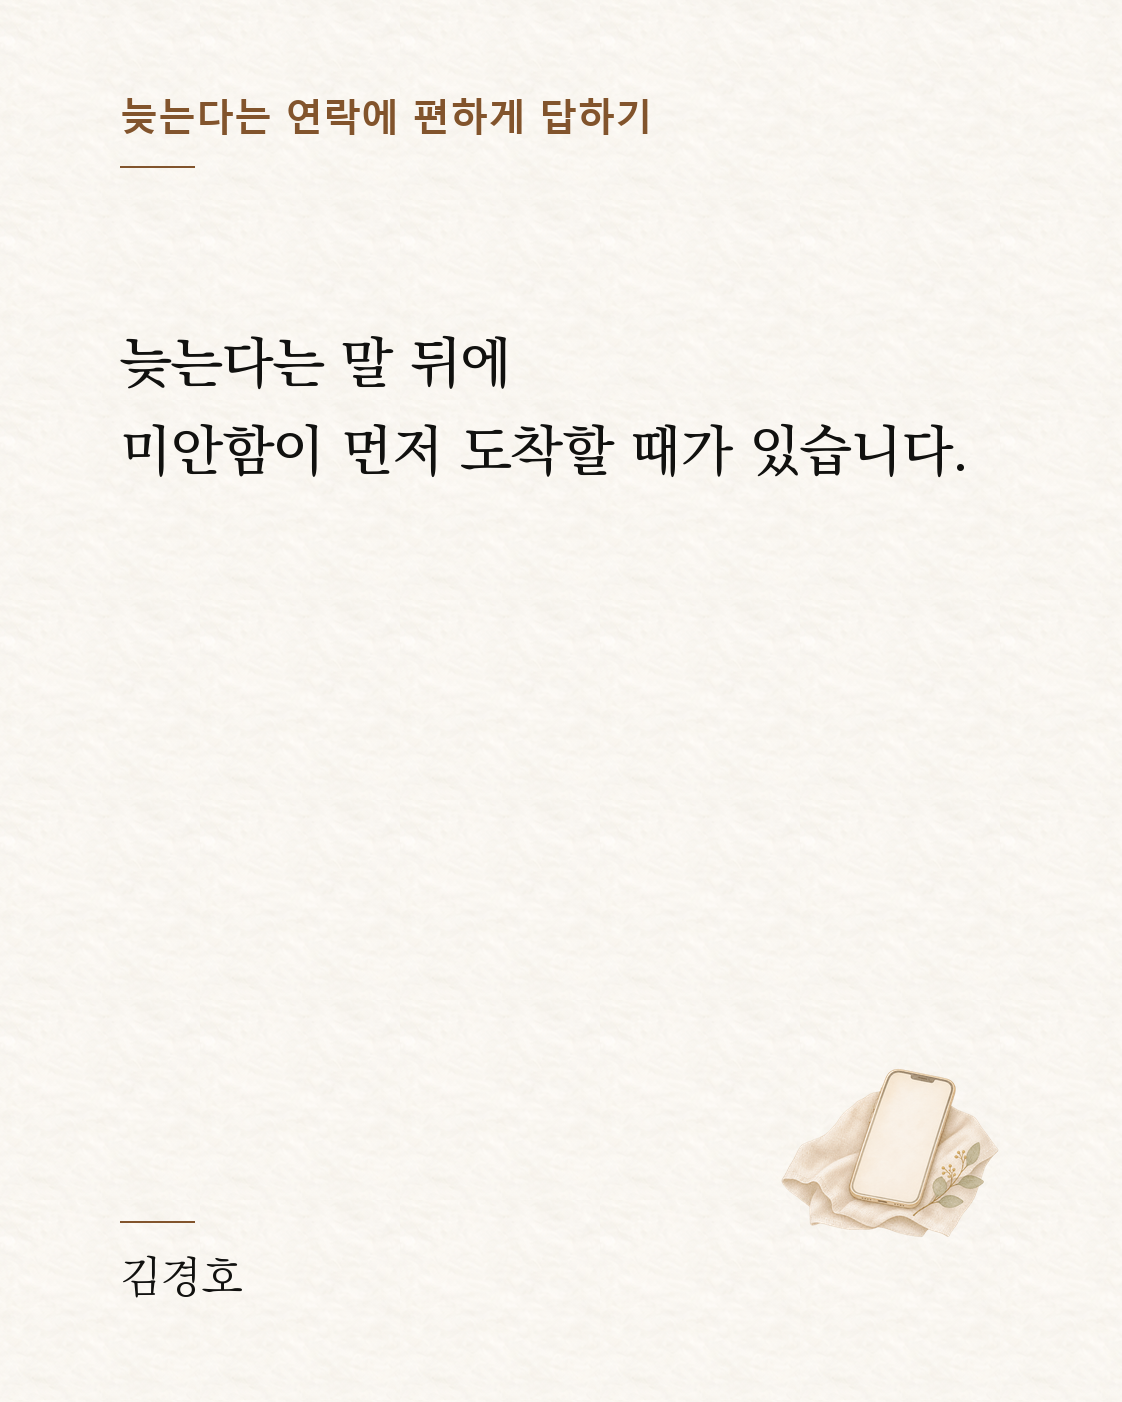 늦는다는 연락에 편하게 답하기
늦는다는 말 뒤에
미안함이 먼저 도착할 때가 있습니다.
김경호